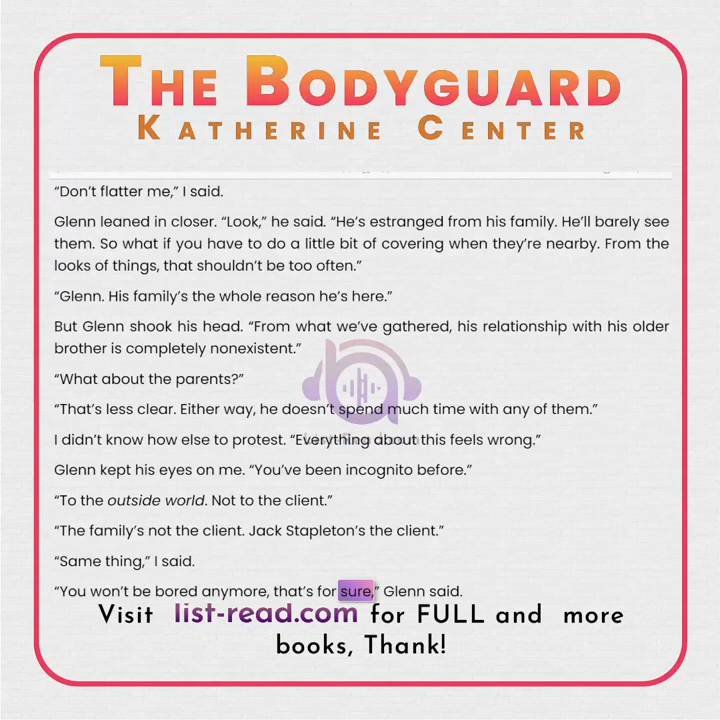 THE BODYGUARD
KATHERINE CENTER
“Don’t flatter me,” I said.
Glenn leaned in closer. “Look,” he said. “He’s estranged from his family. He’ll barely see
them. So what if you have to do a little bit of covering when they’re nearby. From the
looks of things, that shouldn’t be too often.”
“Glenn. His family’s the whole reason he’s here.”
But Glenn shook his head. “From what we’ve gathered, his relationship with his older
brother is completely nonexistent.”
“What about the parents?”
“That’s less clear. Either way, he doesn’t spend much time with any of them.”
I didn’t know how else to protest. “Everything about this feels wrong.”
Glenn kept his eyes on me. “You’ve been incognito before.”
“To the outside world. Not to the client.”
“The family’s not the client. Jack Stapleton’s the client.”
“Same thing,” I said.
“You won’t be bored anymore, that’s for sure,” Glenn said.
Visit list-read.com for FULL and more
books, Thank!